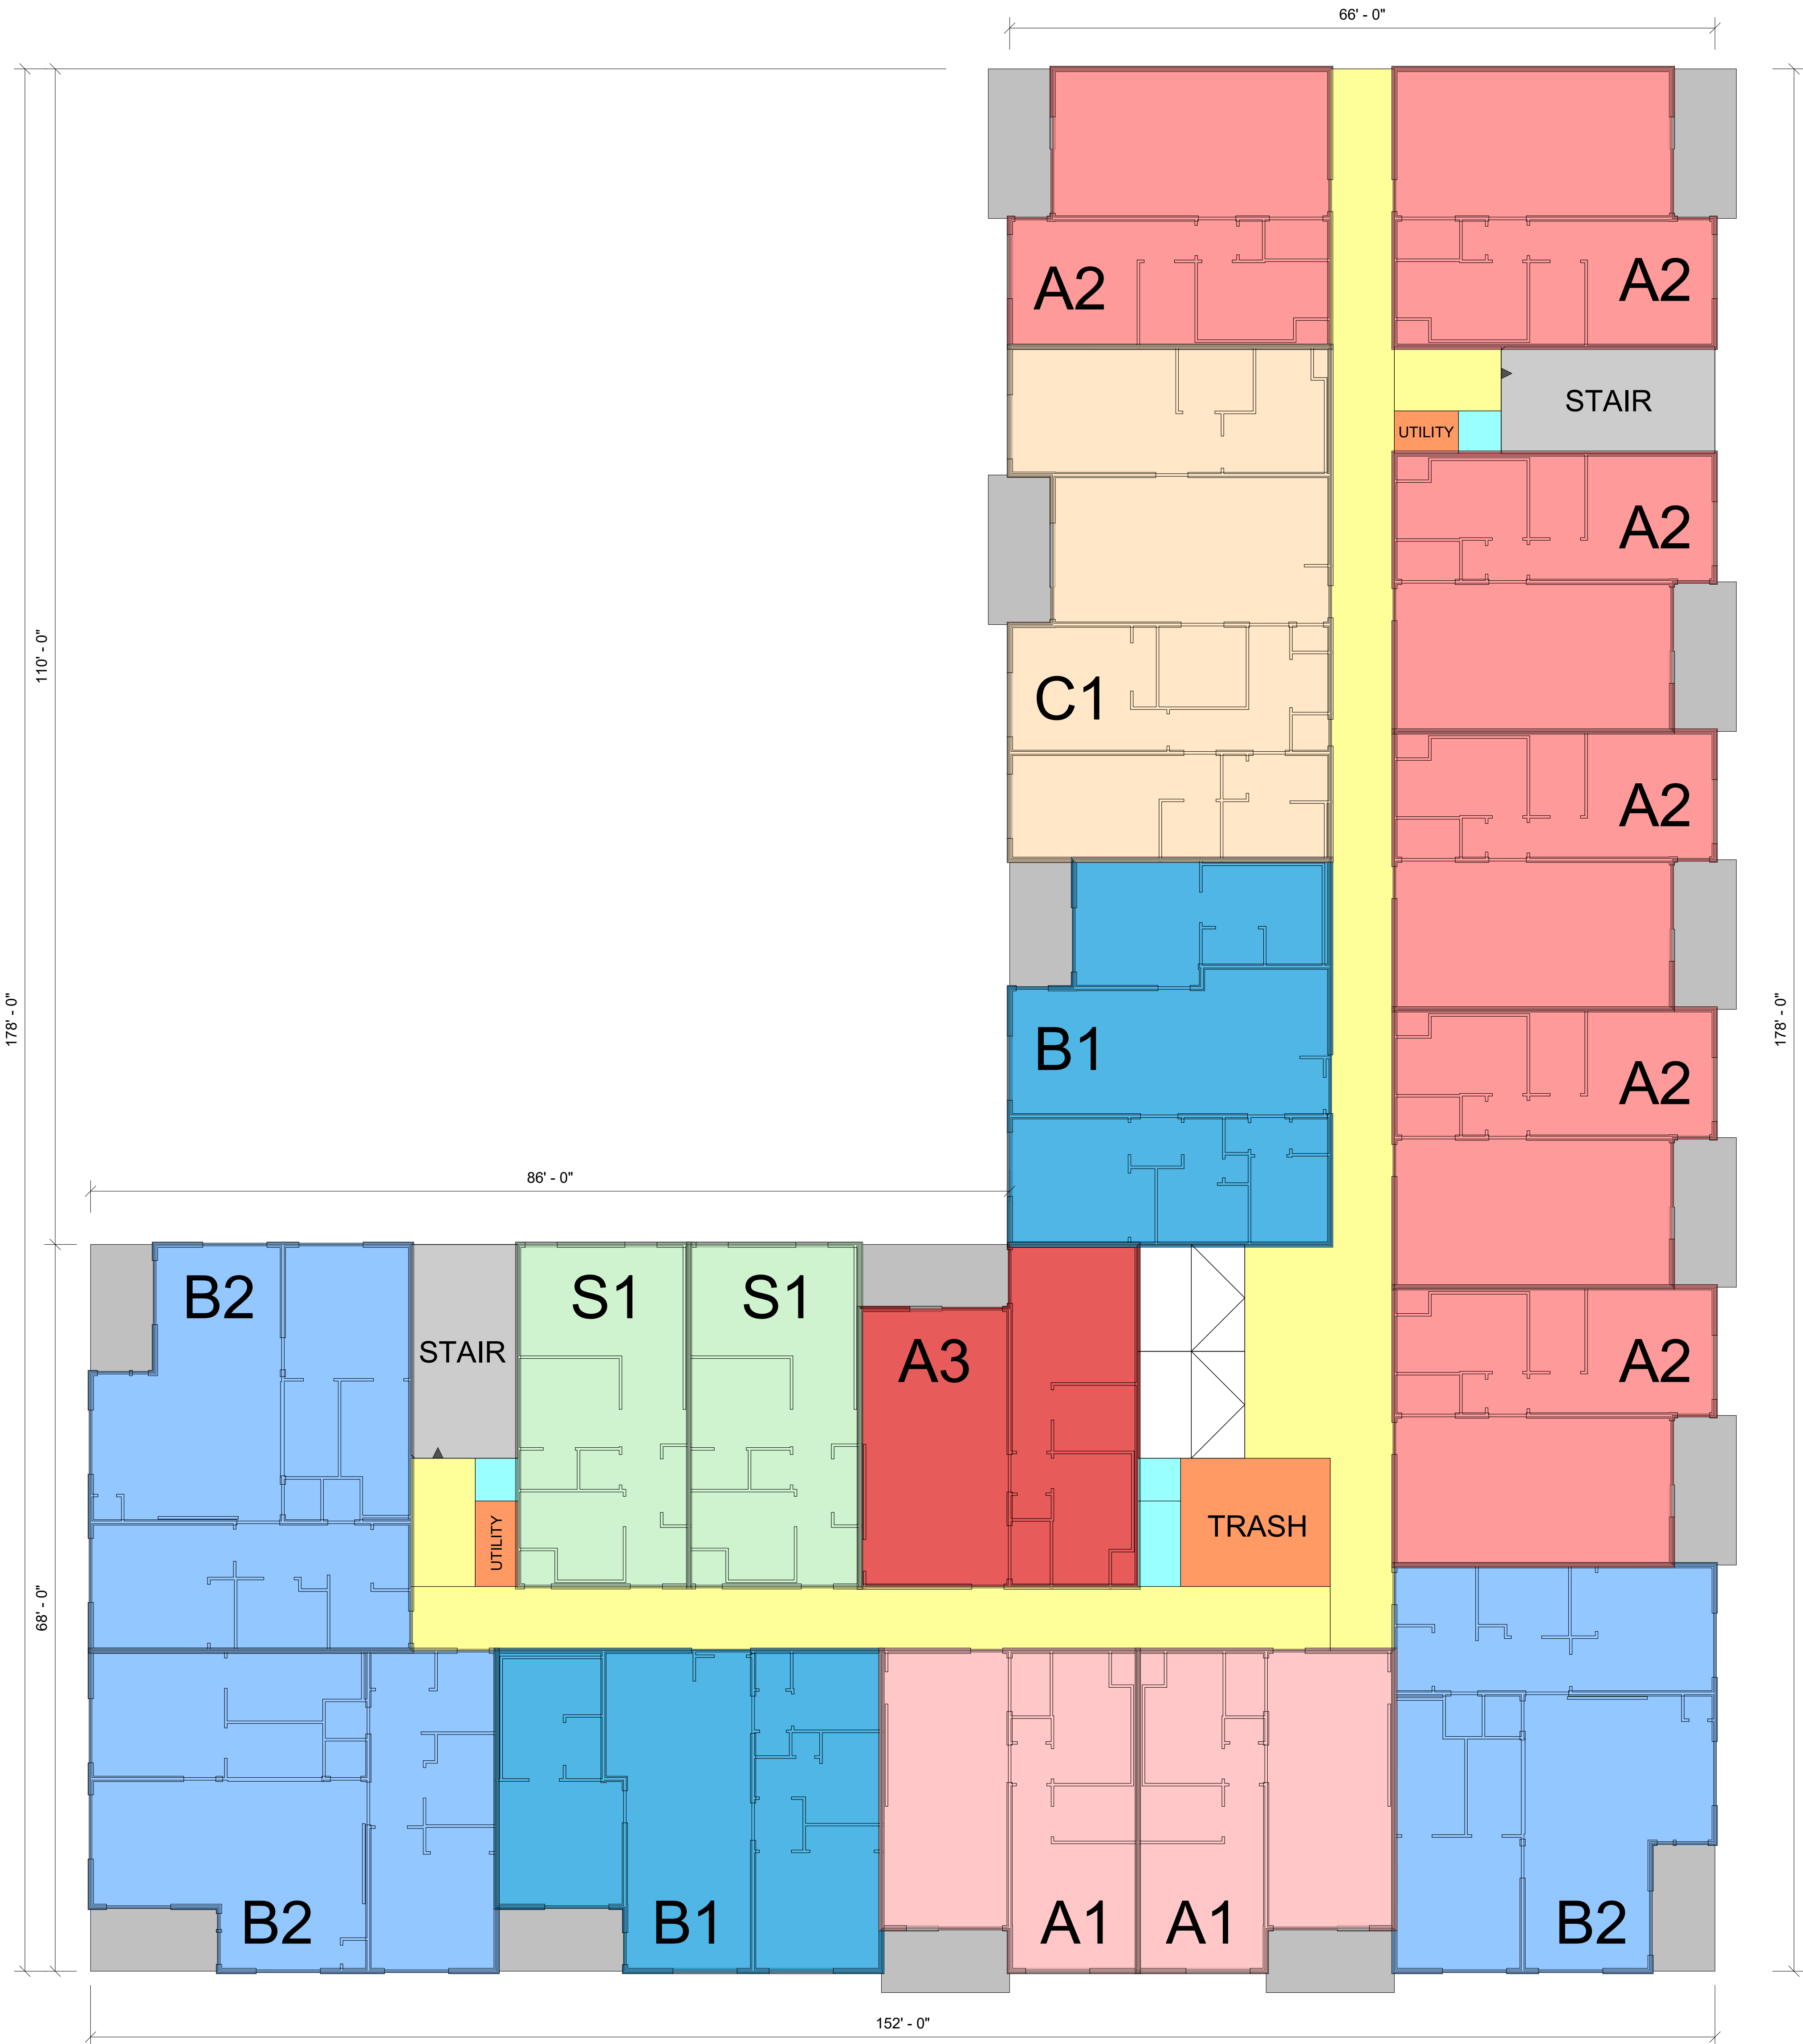 66' - 0"
A2
A2
STAIR
UTILITY
A2
110' - 0"
C1
A2
178' - 0"
178' - 0"
B1
A2
86' - 0"
B2
S1
S1
STAIR
A3
A2
UTILITY
TRASH
68' - 0"
B2
B1
A1
A1
B2
152' - 0"